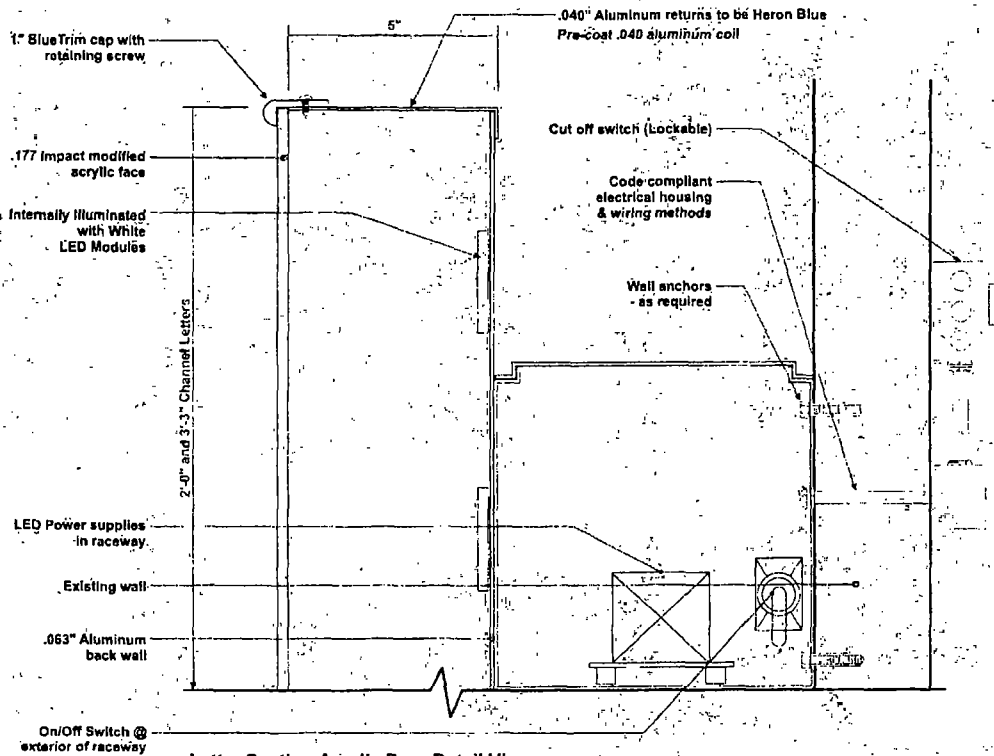 5"
.040" Aluminum returns to be Heron Blue
Pre-coat .040 aluminum coil
1." Blue Trim cap with
retaining screw
Cut off switch (Lockable)
.177 Impact modified
acrylic face
Code compliant
electrical housing
& wiring methods
Internally Illuminated
with White
LED Modules
Wall anchors
- as required
2'-0" and 3'-3" Channel Letters
LED Power supplies
in raceway
Existing wall
.063" Aluminum
back wall
On/Off Switch @
exterior of raceway